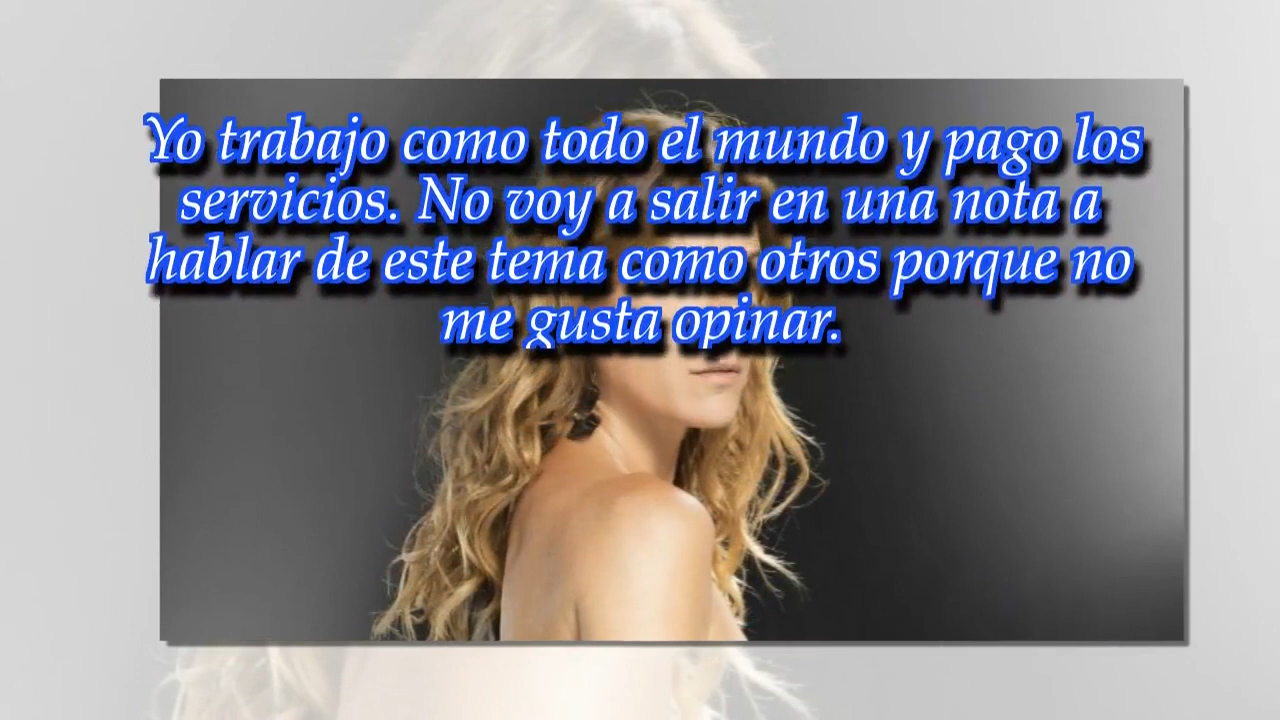 Yo trabajo como todo el mundo y pago los
servicios. No voy a salir en una nota a
hablar de este tema como otros porque no
me gusta opinar.